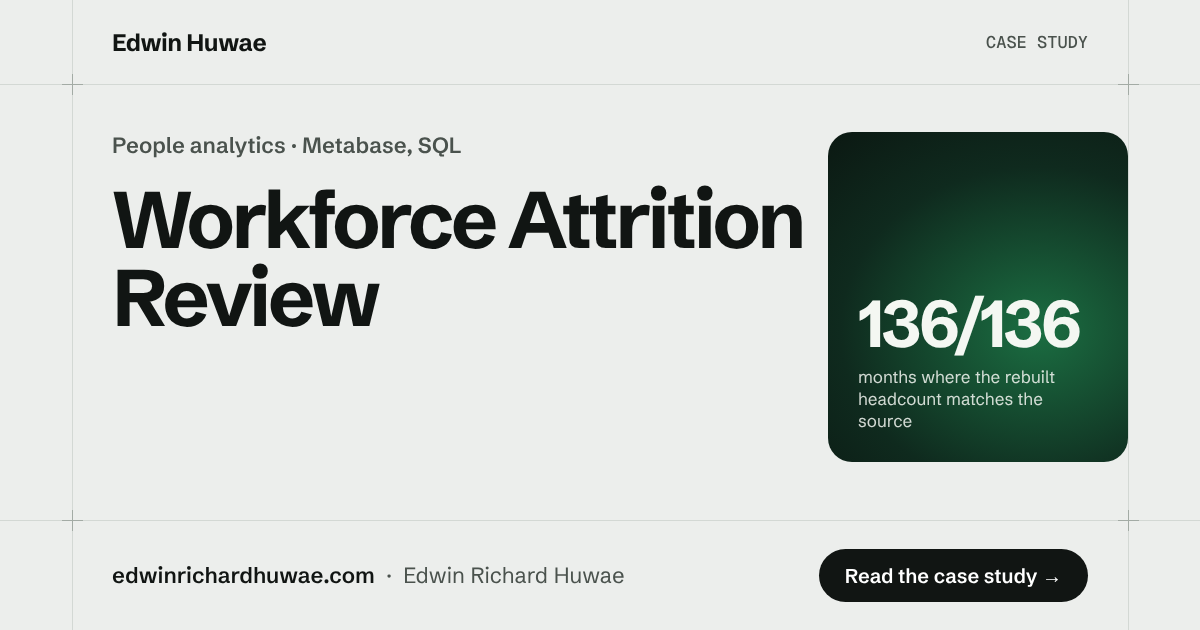 Edwin Huwae
CASE STUDY
People analytics · Metabase, SQL
Workforce Attrition
Review
136/136
months where the rebuilt
headcount matches the
source
edwinrichardhuwae.com · Edwin Richard Huwae
Read the case study →